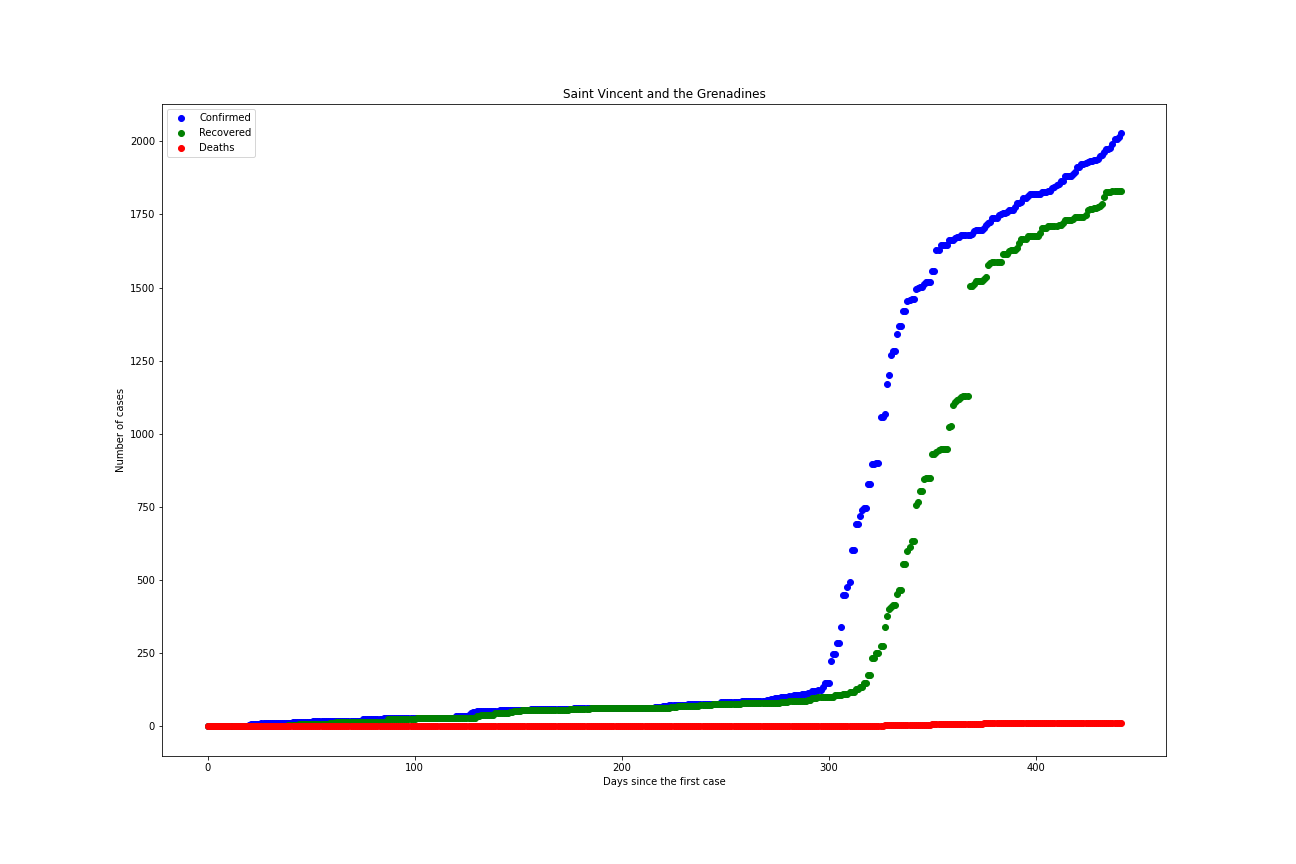 Saint Vincent and the Grenadines
Confirmed
Recovered
Deaths
2000
1750
1500
1250
1000
750
500
250
0
Number of cases
0 100 200 300 400
Days since the first case